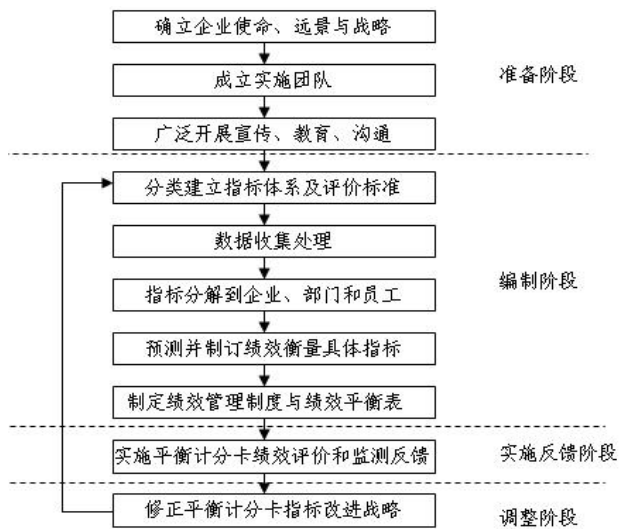 确立企业使命、远景与战略
成立实施团队
准备阶段
广泛开展宣传、教育、沟通
分类建立指标体系及评价标准
数据收集处理
编制阶段
指标分解到企业、部门和员工
预测并制订绩效衡量具体指标
制定绩效管理制度与绩效平衡表
实施平衡计分卡绩效评价和监测反馈
实施反馈阶段
修正平衡计分卡指标改进战略
调整阶段